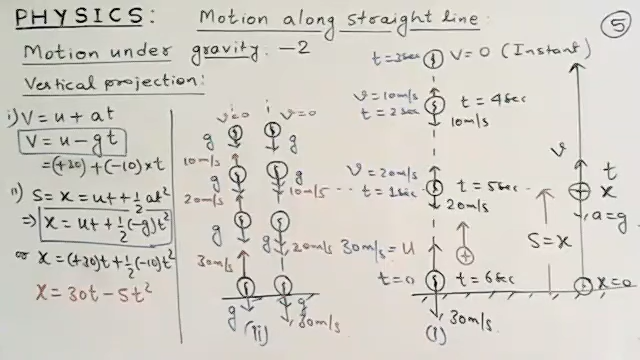 PHYSICS: Motion along straight line: 5
Motion under gravity. -2
Vertical projection:
i) V = u + at
V = u - gt
= (+30) + (-10) × t
ii) S = x = ut + 1/2 at²
⇒ x = ut + 1/2 (-g) t²
or x = (+30)t + 1/2 (-10) t²
x = 30t - 5t²
v=0 v=0
g g
10m/s
g g
20m/s 10m/s
g g 20m/s
30m/s
g g
(ii) 30m/s
t=3sec V=0 (Instant)
v=10m/s
t=2sec t=4sec
10m/s
v=20m/s
t=1sec t=5sec
20m/s
30m/s = u
t=0 t=6sec
30m/s
(i)
v
t
x
a=g
S=x
x=0